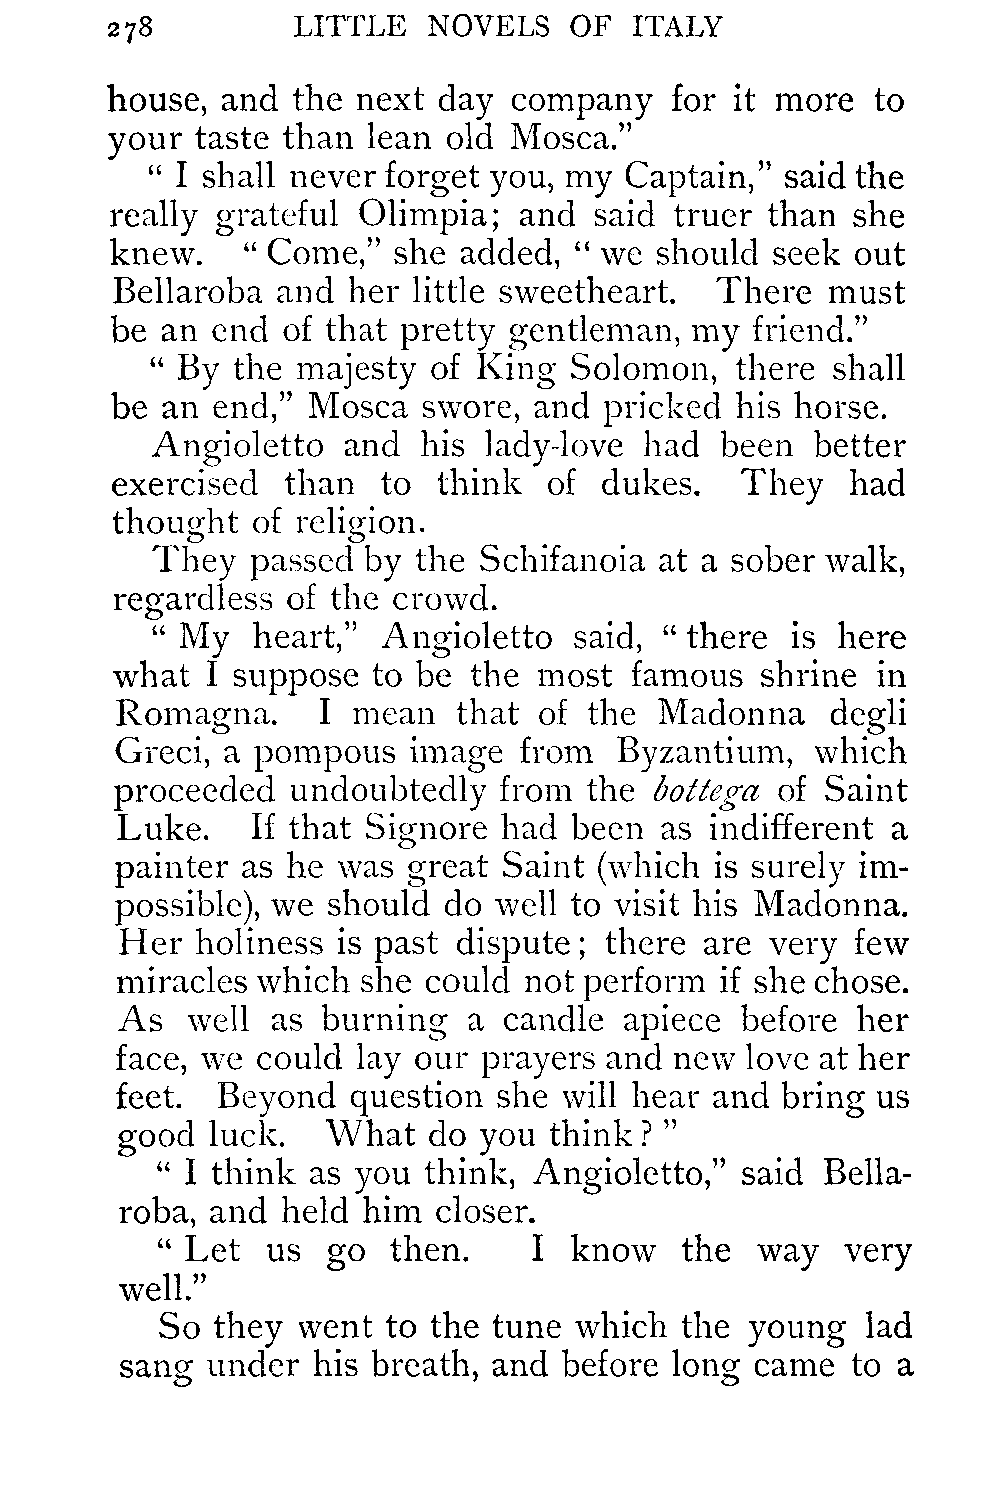 278 LITTLE NOVELS OF ITALY
house, and the next day company for it more to
your taste than lean old Mosca.”
“ I shall never forget you, my Captain,” said the
really grateful Olimpia; and said truer than she
knew. “ Come,” she added, “ we should seek out
Bellaroba and her little sweetheart. There must
be an end of that pretty gentleman, my friend.”
“ By the majesty of King Solomon, there shall
be an end,” Mosca swore, and pricked his horse.
Angioletto and his lady-love had been better
exercised than to think of dukes. They had
thought of religion.
They passed by the Schifanoia at a sober walk,
regardless of the crowd.
“ My heart,” Angioletto said, “ there is here
what I suppose to be the most famous shrine in
Romagna. I mean that of the Madonna degli
Greci, a pompous image from Byzantium, which
proceeded undoubtedly from the bottega of Saint
Luke. If that Signore had been as indifferent a
painter as he was great Saint (which is surely im-
possible), we should do well to visit his Madonna.
Her holiness is past dispute; there are very few
miracles which she could not perform if she chose.
As well as burning a candle apiece before her
face, we could lay our prayers and new love at her
feet. Beyond question she will hear and bring us
good luck. What do you think? ”
“ I think as you think, Angioletto,” said Bella-
roba, and held him closer.
“ Let us go then. I know the way very
well.”
So they went to the tune which the young lad
sang under his breath, and before long came to a